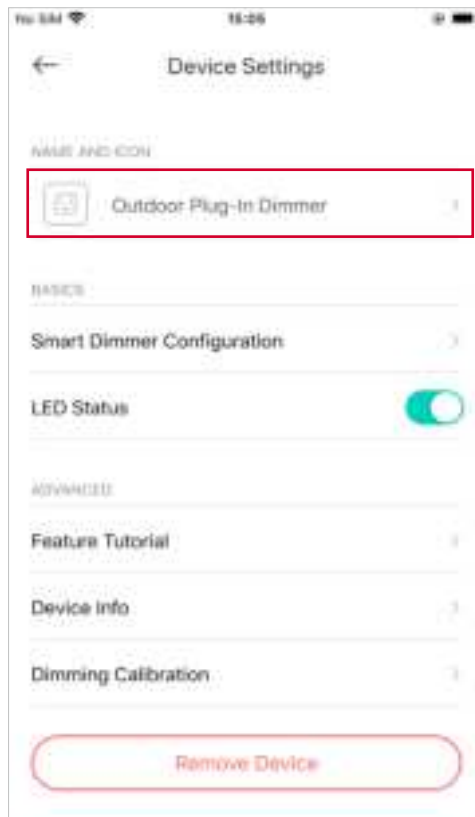 No SIM 15:05
Device Settings
NAME AND ICON
Outdoor Plug-In Dimmer
BASICS
Smart Dimmer Configuration
LED Status
ADVANCED
Feature Tutorial
Device Info
Dimming Calibration
Remove Device